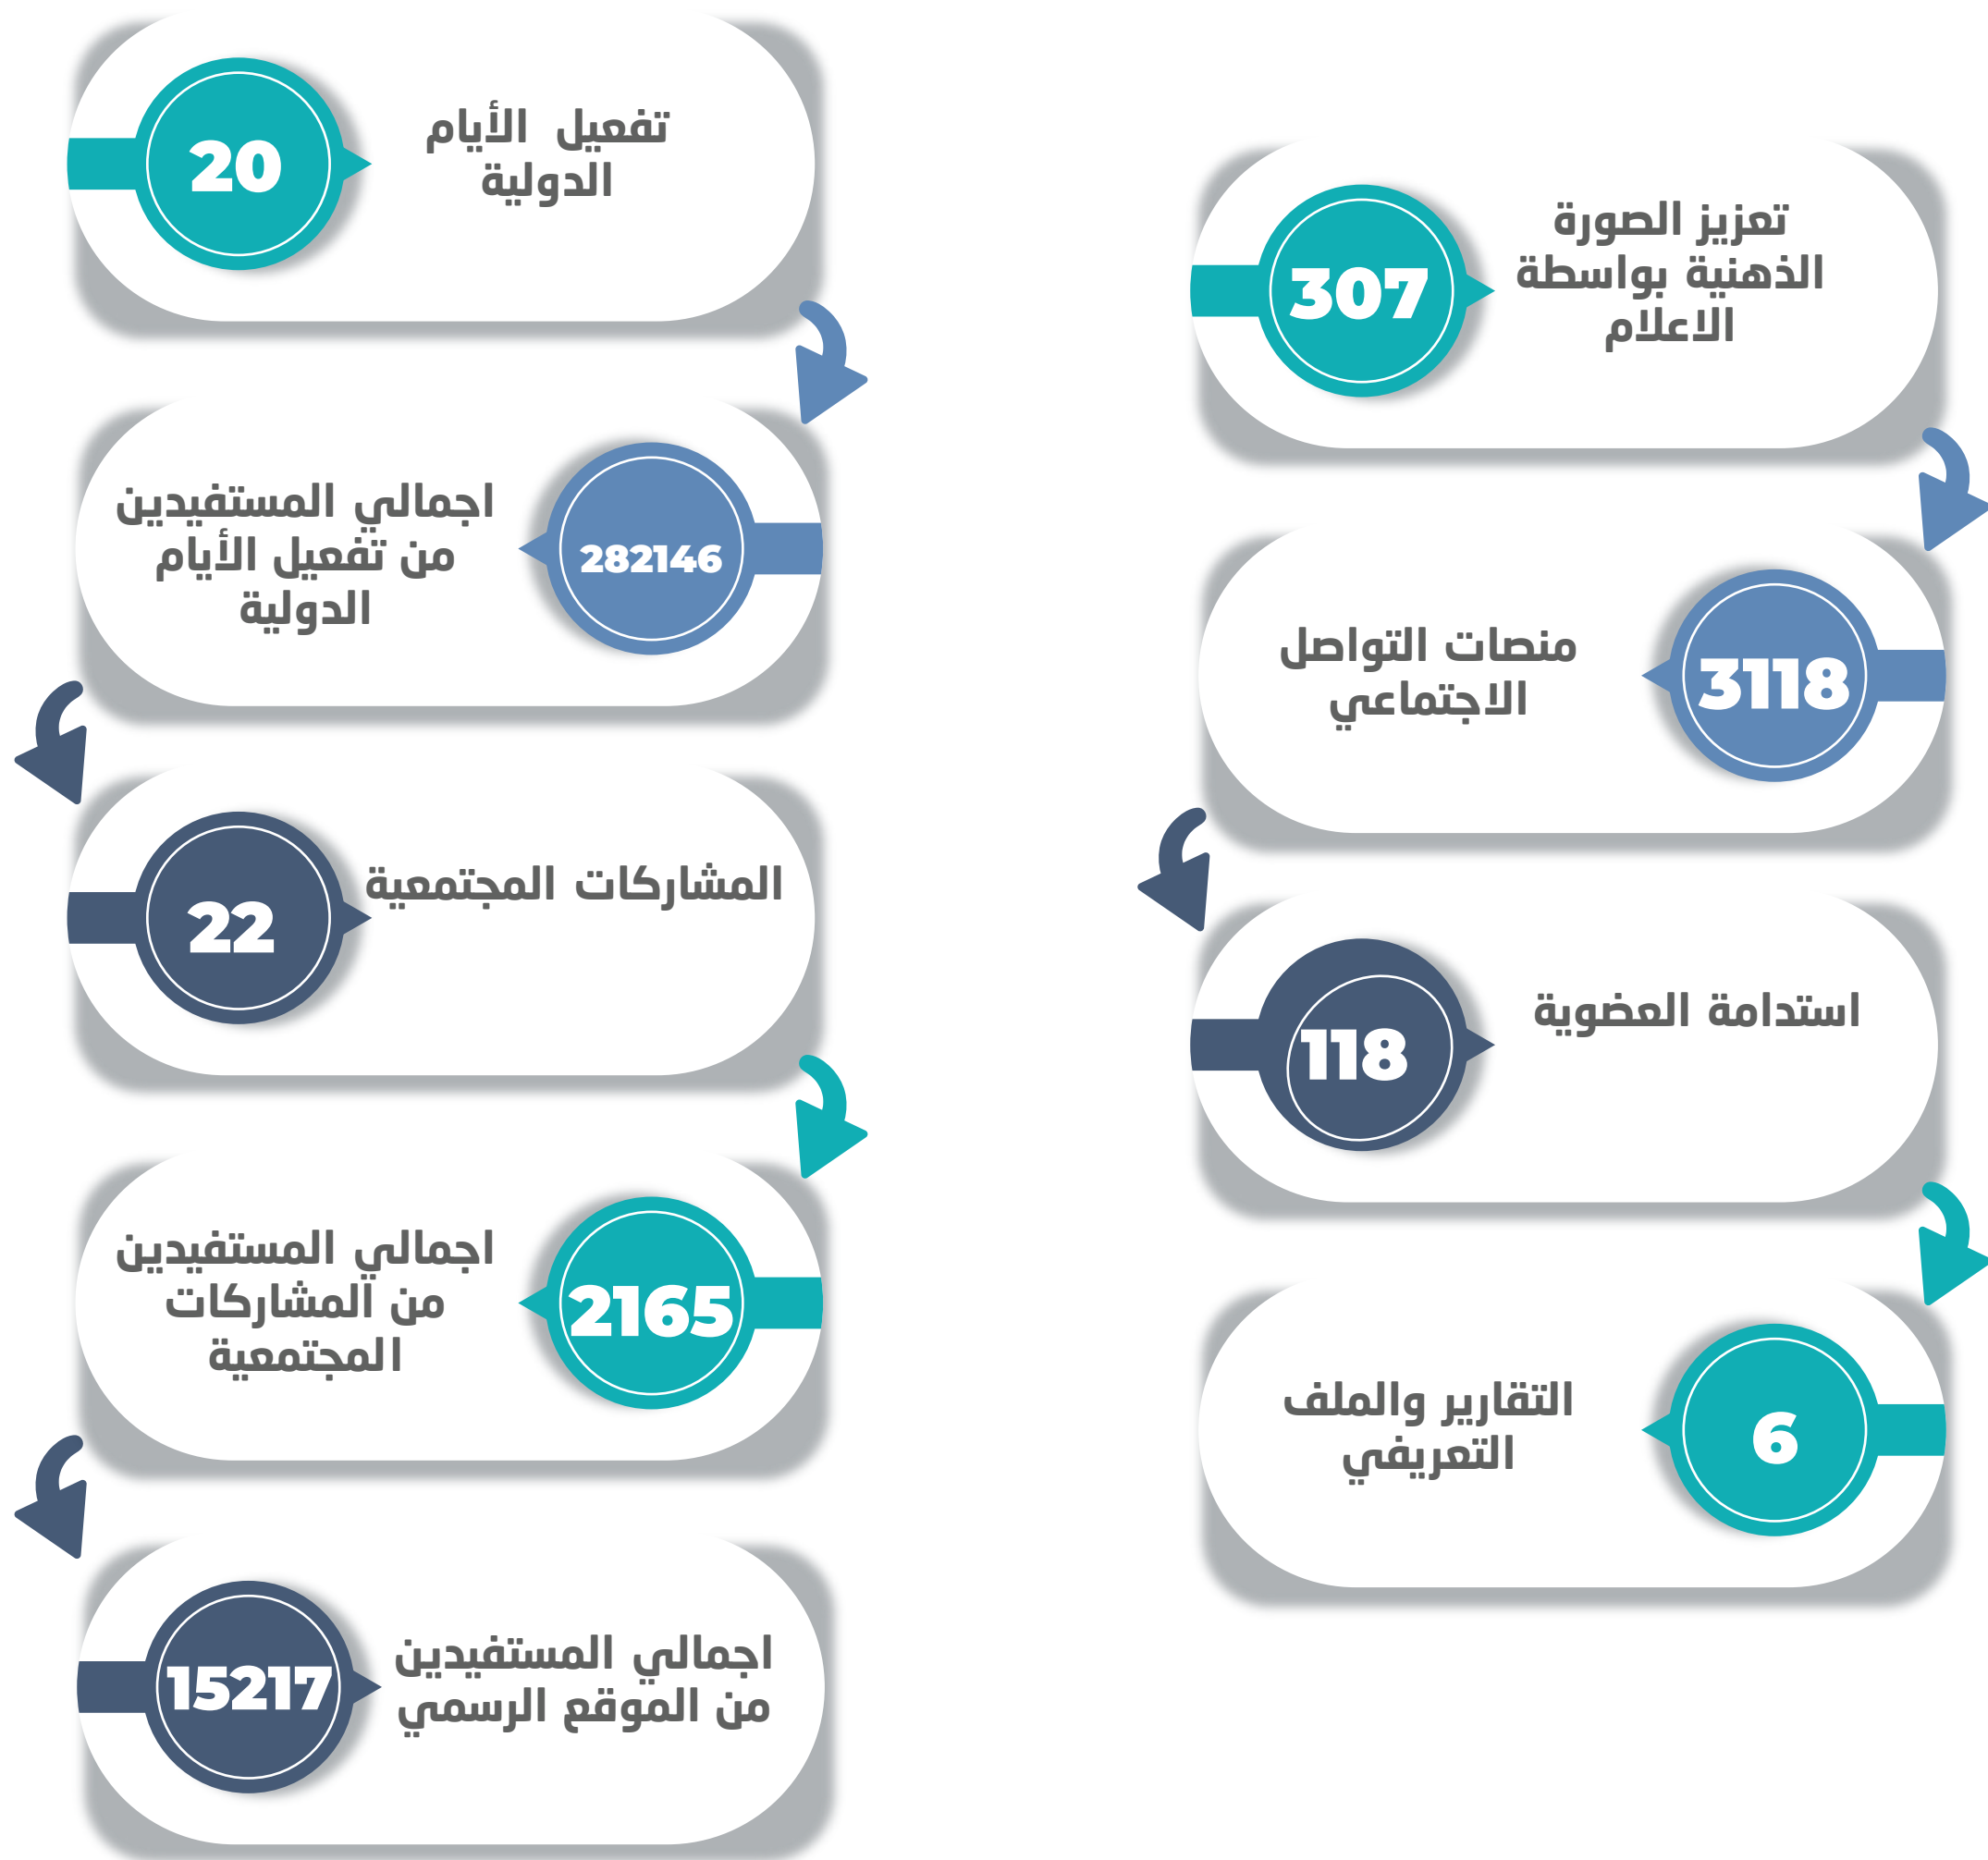 تعزيز الصورة
الذهنية بواسطة
الاعلام
307
منصات التواصل
الاجتماعي
3118
استدامة العضوية
118
التقارير والملف
التعريفي
6
تفعيل الأيام
الدولية
20
اجمالي المستفيدين
من تفعيل الأيام
الدولية
282146
المشاركات المجتمعية
22
اجمالي المستفيدين
من المشاركات
المجتمعية
2165
اجمالي المستفيدين
من الموقع الرسمي
15217